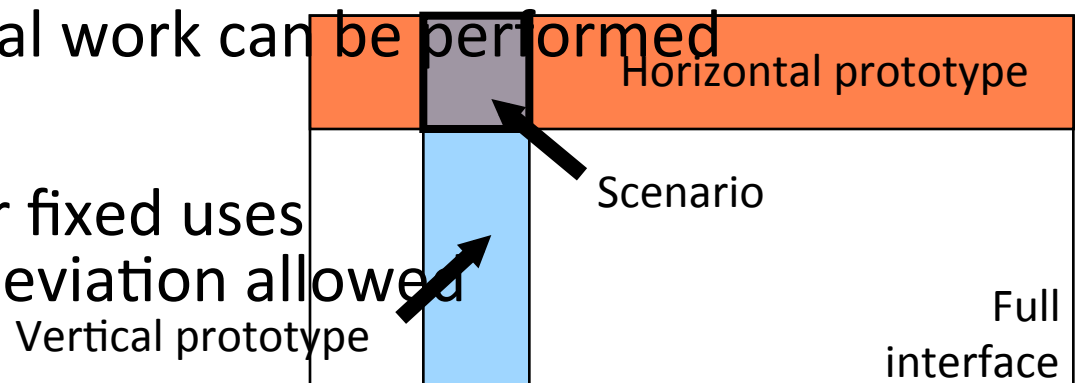 al work can be performed
Horizontal prototype
Scenario
r fixed uses
eviation allowed
Vertical prototype
Full
interface